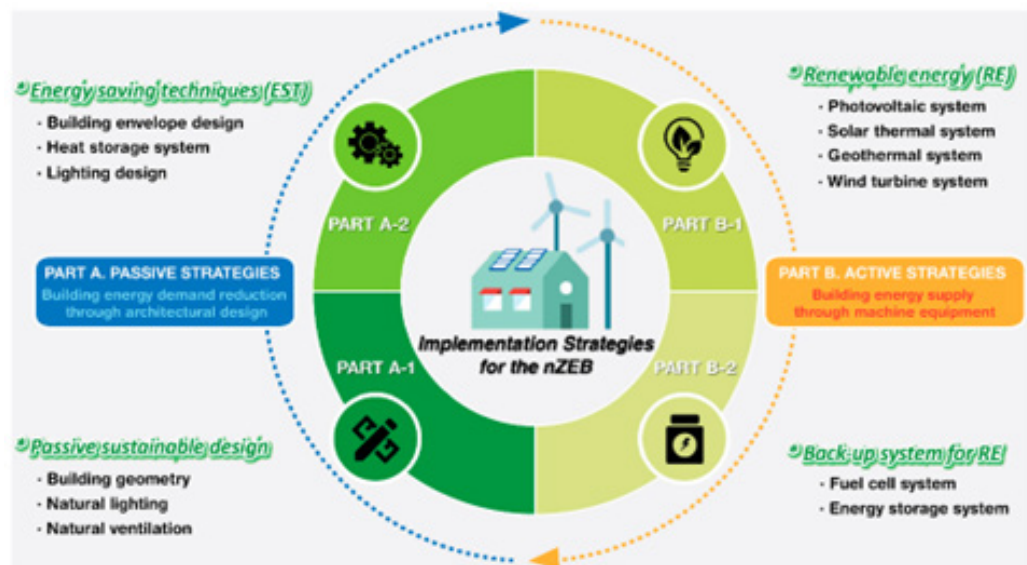 Energy saving techniques (EST)
· Building envelope design
· Heat storage system
· Lighting design
Renewable energy (RE)
· Photovoltaic system
· Solar thermal system
· Geothermal system
· Wind turbine system
PART A-2
PART B-1
PART A. PASSIVE STRATEGIES
Building energy demand reduction
through architectural design
PART B. ACTIVE STRATEGIES
Building energy supply
through machine equipment
Implementation Strategies
for the nZEB
PART A-1
PART B-2
Passive sustainable design
· Building geometry
· Natural lighting
· Natural ventilation
Back-up system for RE
· Fuel cell system
· Energy storage system